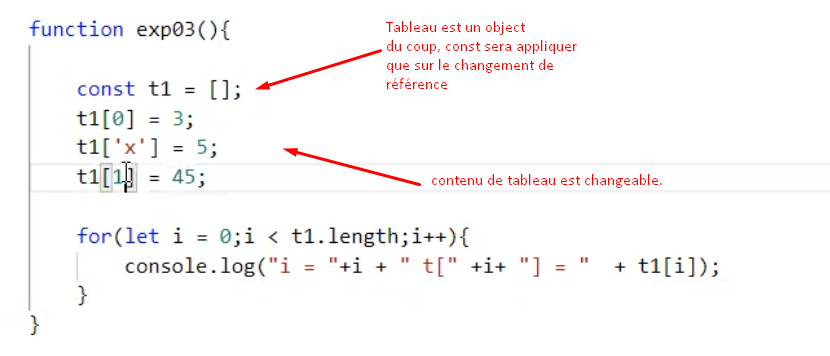 function exp03(){
Tableau est un object
du coup, const sera appliquer
que sur le changement de
référence
const t1 = [];
t1[0] = 3;
t1['x'] = 5;
t1[1] = 45;
contenu de tableau est changeable.
for(let i = 0;i < t1.length;i++){
console.log("i = "+i + " t[" +i+ "] = "  + t1[i]);
}
}